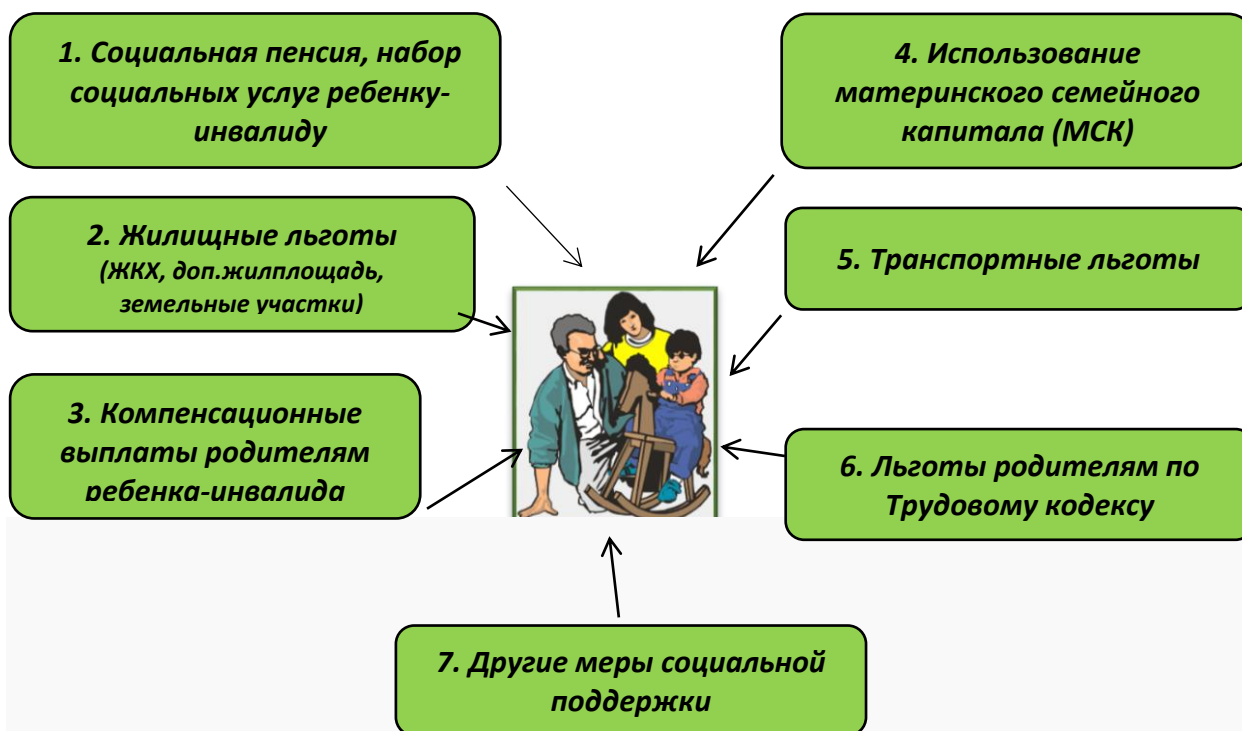 1. Социальная пенсия, набор
социальных услуг ребенку-
инвалиду
2. Жилищные льготы
(ЖКХ, доп.жилплощадь,
земельные участки)
3. Компенсационные
выплаты родителям
ребенка-инвалида
4. Использование
материнского семейного
капитала (МСК)
5. Транспортные льготы
6. Льготы родителям по
Трудовому кодексу
7. Другие меры социальной
поддержки